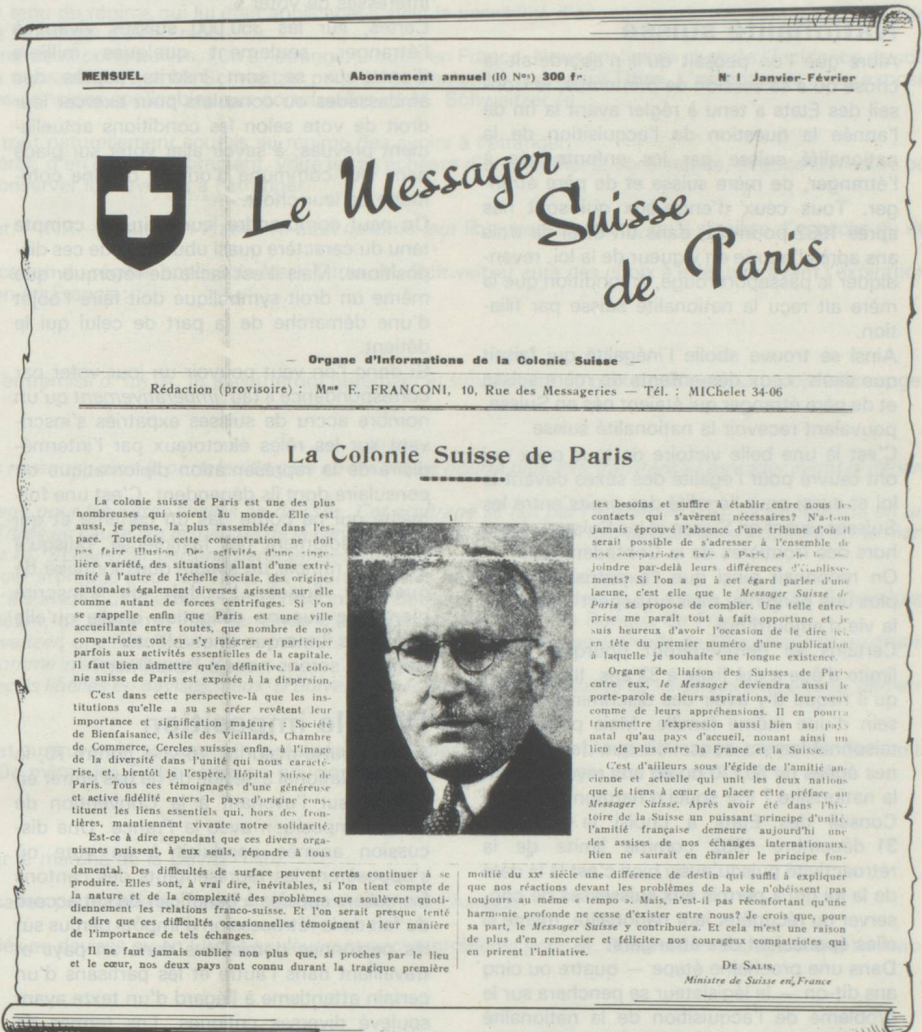 MENSUEL
Abonnement annuel (10 Nos) 300 fr.
N° 1 Janvier-Février
Le Messager
Suisse
de Paris
Organe d'Informations de la Colonie Suisse
Rédaction (provisoire) : Mme E. FRANCONI, 10, Rue des Messageries — Tél. : MIChelet 34-06
La Colonie Suisse de Paris
La colonie suisse de Paris est une des plus
nombreuses qui soient au monde. Elle est
aussi, je pense, la plus rassemblée dans l'es-
pace. Toutefois, cette concentration ne doit
pas faire illusion. Des activités d'une singu-
lière variété, des situations allant d'une extré-
mité à l'autre de l'échelle sociale, des origines
cantonales également diverses agissent sur elle
comme autant de forces centrifuges. Si l'on
se rappelle enfin que Paris est une ville
accueillante entre toutes, que nombre de nos
compatriotes ont su s'y intégrer et participer
parfois aux activités essentielles de la capitale,
il faut bien admettre qu'en définitive, la colo-
nie suisse de Paris est exposée à la dispersion.
C'est dans cette perspective-là que les ins-
titutions qu'elle a su se créer revêtent leur
importance et signification majeure : Société
de Bienfaisance, Asile des Vieillards, Chambre
de Commerce, Cercles suisses enfin, à l'image
de la diversité dans l'unité qui nous caracté-
rise, et, bientôt je l'espère, Hôpital suisse de
Paris. Tous ces témoignages d'une généreuse
et active fidélité envers le pays d'origine cons-
tituent les liens essentiels qui, hors des fron-
tières, maintiennent vivante notre solidarité.
Est-ce à dire cependant que ces divers orga-
nismes puissent, à eux seuls, répondre à tous
les besoins et suffire à établir entre nous les
contacts qui s'avèrent nécessaires? N'a-t-on
jamais éprouvé l'absence d'une tribune d'où il
serait possible de s'adresser à l'ensemble de
nos compatriotes fixés à Paris et de les
joindre par-delà leurs différences d'établisse-
ments? Si l'on a pu à cet égard parler d'une
lacune, c'est elle que le Messager Suisse de
Paris se propose de combler. Une telle entre-
prise me paraît tout à fait opportune et je
suis heureux d'avoir l'occasion de le dire ici,
en tête du premier numéro d'une publication
à laquelle je souhaite une longue existence.
Organe de liaison des Suisses de Paris
entre eux, le Messager deviendra aussi le
porte-parole de leurs aspirations, de leur vœux
comme de leurs appréhensions. Il en pourra
transmettre l'expression aussi bien au pays
natal qu'au pays d'accueil, nouant ainsi un
lien de plus entre la France et la Suisse.
C'est d'ailleurs sous l'égide de l'amitié an-
cienne et actuelle qui unit les deux nations
que je tiens à cœur de placer cette préface au
Messager Suisse. Après avoir été dans l'his-
toire de la Suisse un puissant principe d'unité,
l'amitié française demeure aujourd'hui une
des assises de nos échanges internationaux.
Rien ne saurait en ébranler le principe fon-
damental. Des difficultés de surface peuvent certes continuer à se
produire. Elles sont, à vrai dire, inévitables, si l'on tient compte de
la nature et de la complexité des problèmes que soulèvent quoti-
diennement les relations franco-suisse. Et l'on serait presque tenté
de dire que ces difficultés occasionnelles témoignent à leur manière
de l'importance de tels échanges.
Il ne faut jamais oublier non plus que, si proches par le lieu
et le cœur, nos deux pays ont connu durant la tragique première
moitié du XXe siècle une différence de destin qui suffit à expliquer
que nos réactions devant les problèmes de la vie n'obéissent pas
toujours au même « tempo ». Mais, n'est-il pas réconfortant qu'une
harmonie profonde ne cesse d'exister entre nous? Je crois que, pour
sa part, le Messager Suisse y contribuera. Et cela m'est une raison
de plus d'en remercier et féliciter nos courageux compatriotes qui
en prirent l'initiative.
DE SALIS,
Ministre de Suisse en France